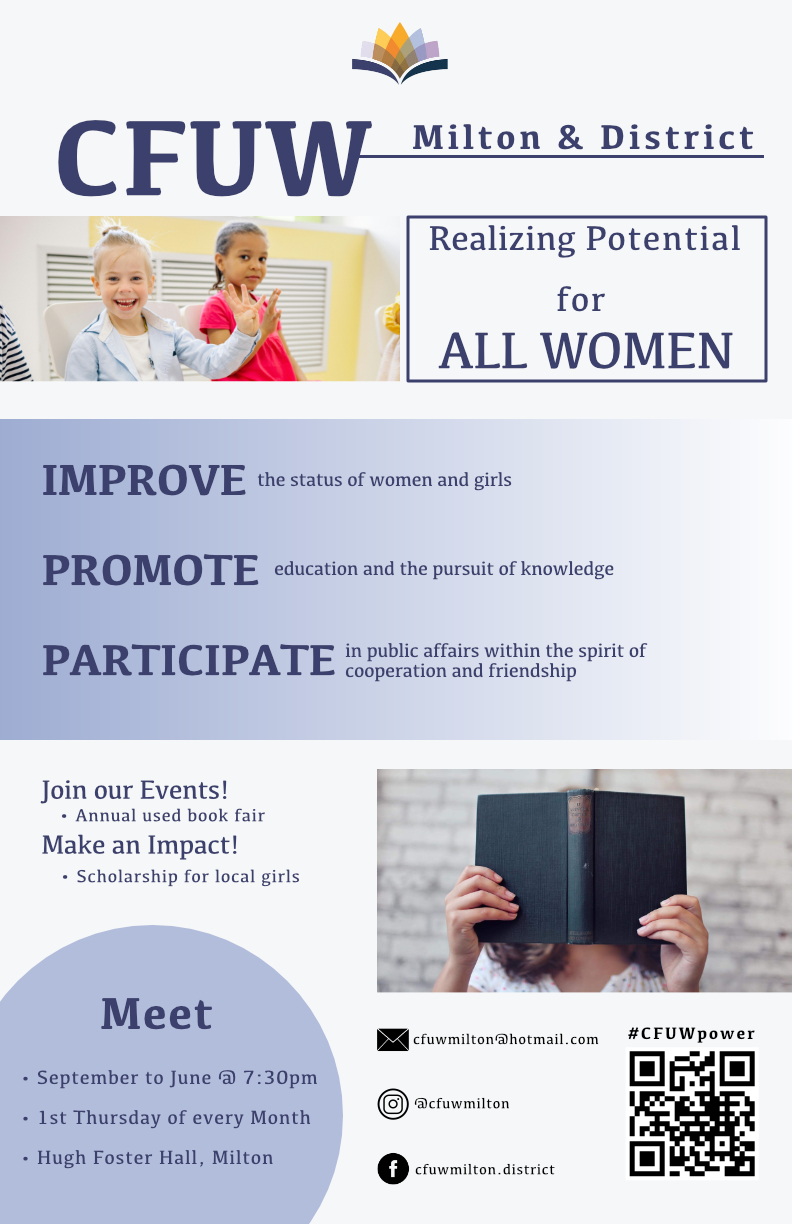 CFUW
Milton & District
Realizing Potential
for
ALL WOMEN
IMPROVE the status of women and girls
PROMOTE education and the pursuit of knowledge
PARTICIPATE in public affairs within the spirit of
cooperation and friendship
Join our Events!
• Annual used book fair
Make an Impact!
• Scholarship for local girls
Meet
• September to June @ 7:30pm
• 1st Thursday of every Month
• Hugh Foster Hall, Milton
cfuwmilton@hotmail.com
@cfuwmilton
cfuwmilton.district
#CFUWpower